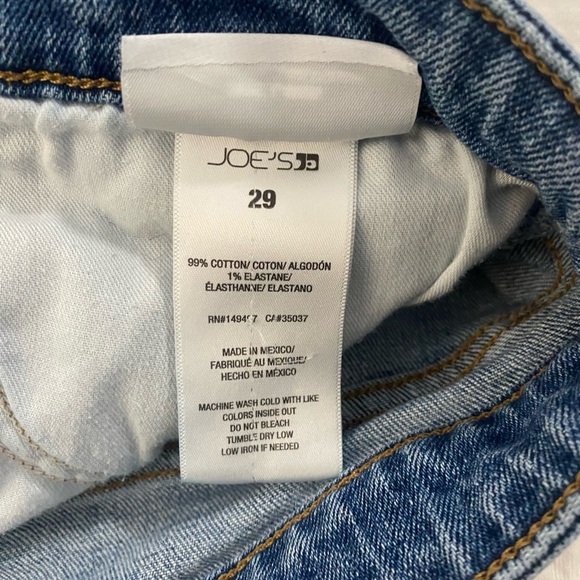 JOE'S
29
99% COTTON/ COTON/ ALGODÓN
1% ELASTANE/
ÉLASTHANNE/ ELASTANO
CA#35037
MADE IN MEXICO/
FABRIQUÉ AU MEXIQUE/
HECHO EN MÉXICO
MACHINE WASH COLD WITH LIKE
COLORS INSIDE OUT
DO NOT BLEACH
TUMBLE DRY LOW
LOW IRON IF NEEDED